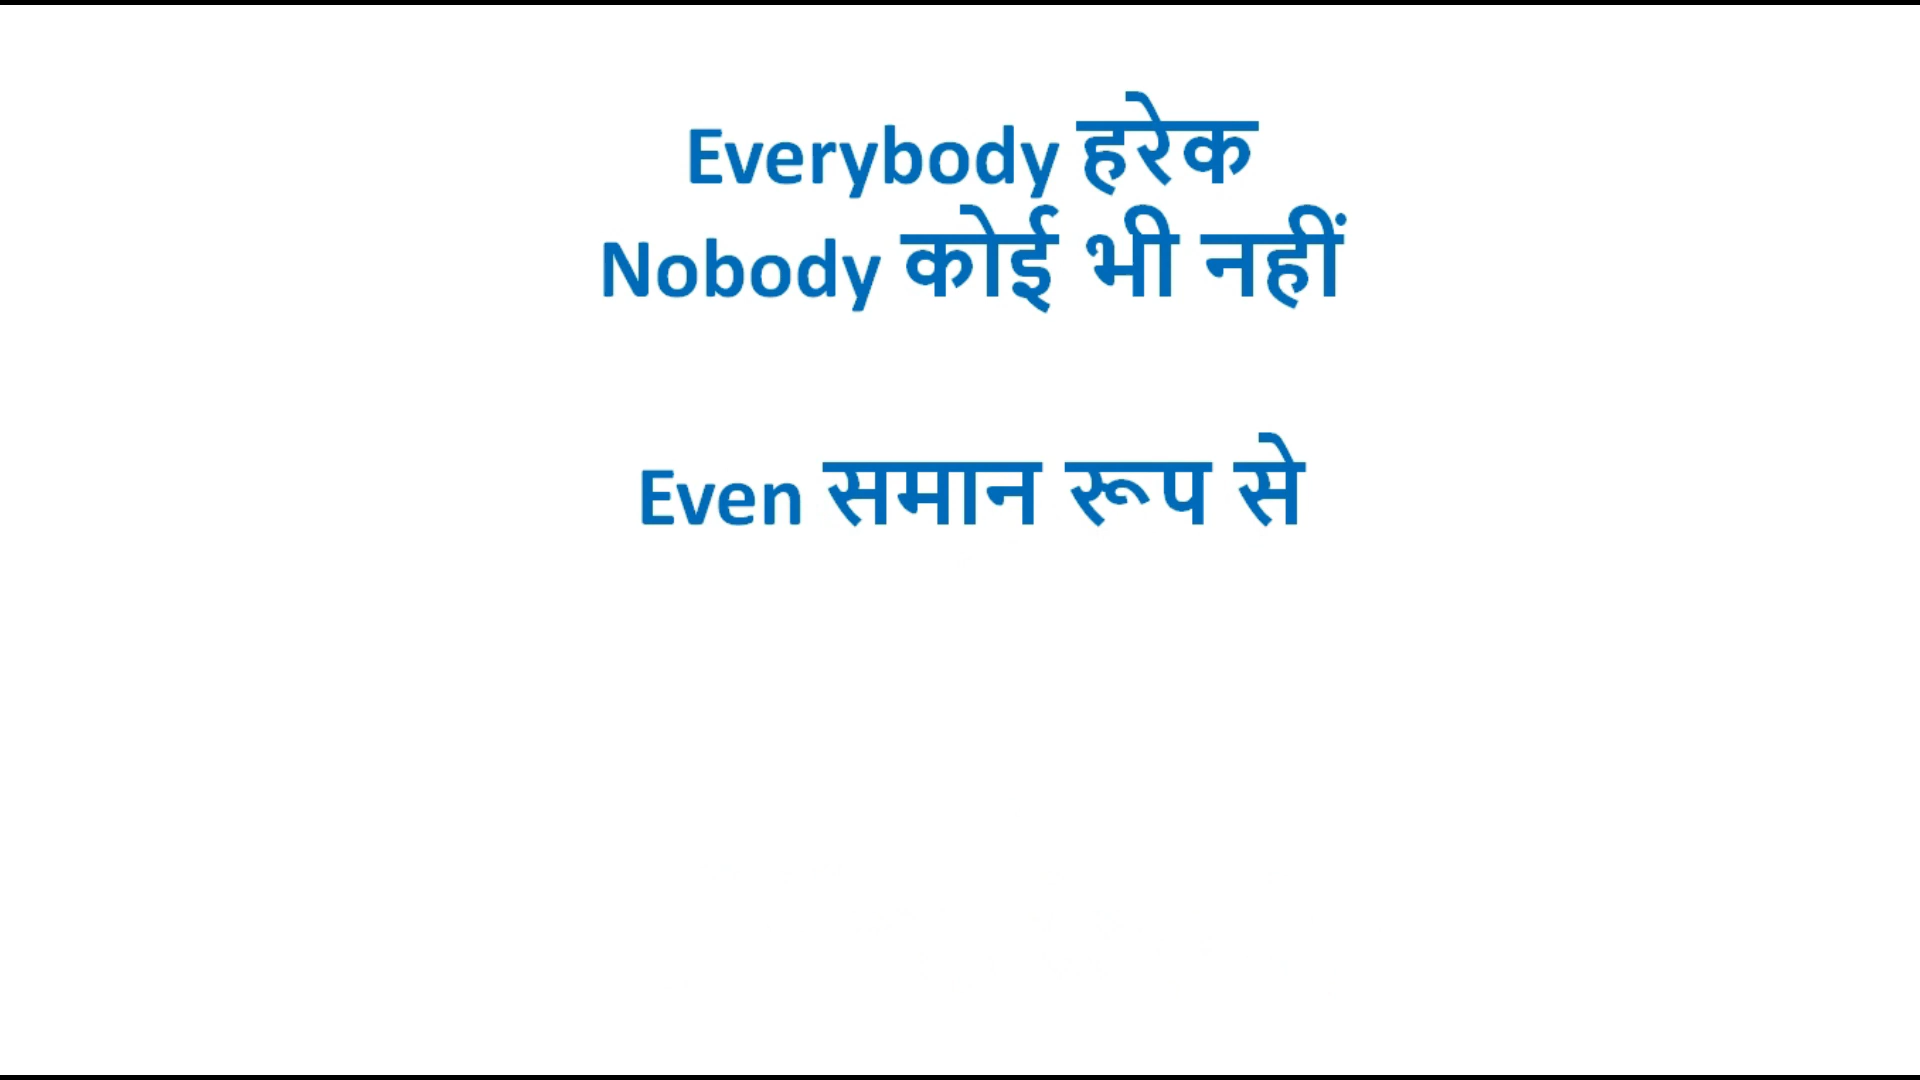 Everybody हरेक
Nobody कोई भी नहीं
Even समान रूप से